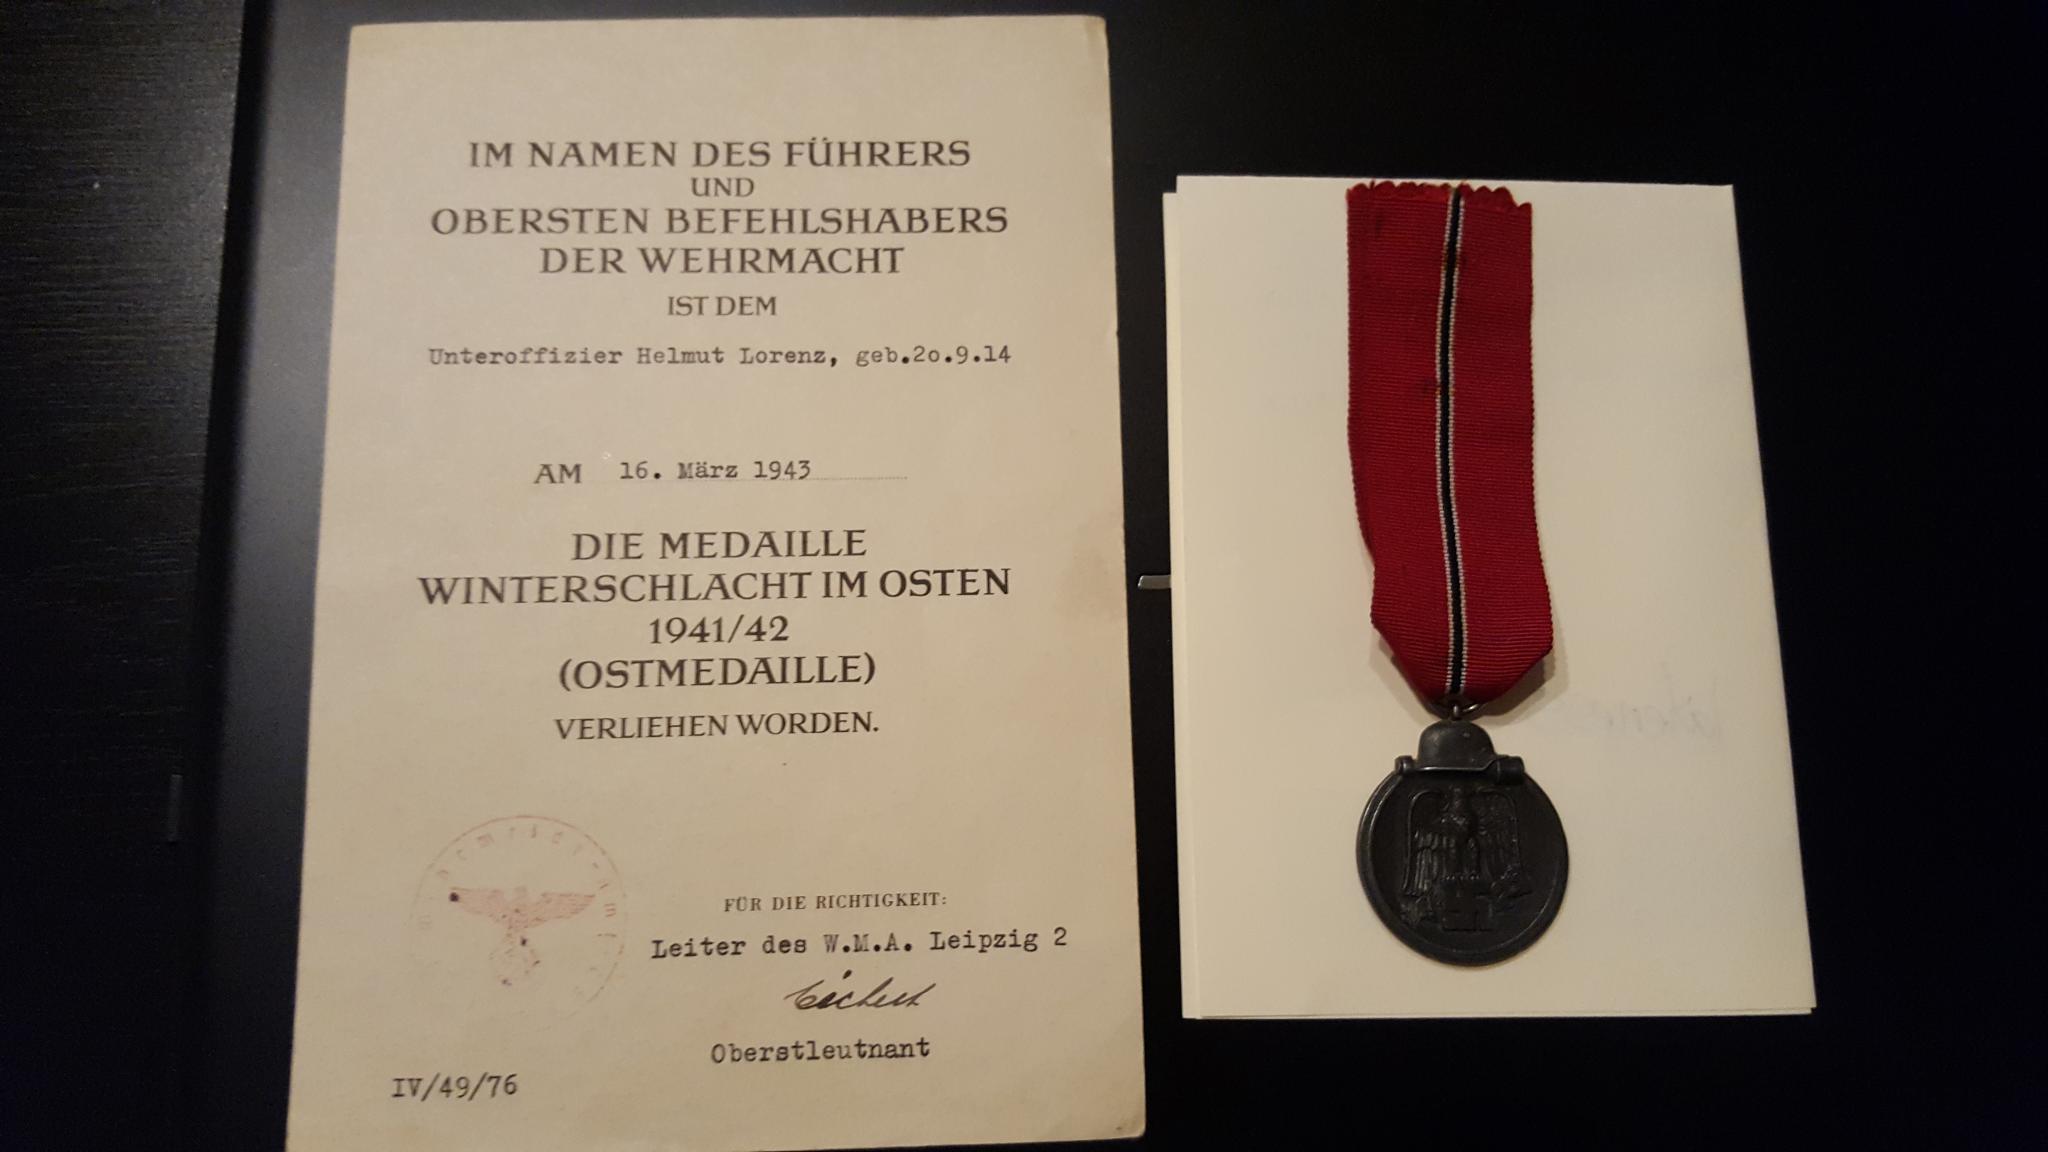 IM NAMEN DES FÜHRERS
UND
OBERSTEN BEFEHLSHABERS
DER WEHRMACHT
IST DEM
Unteroffizier Helmut Lorenz, geb.2o.9.14
AM 16. März 1943
DIE MEDAILLE
WINTERSCHLACHT IM OSTEN
1941/42
(OSTMEDAILLE)
VERLIEHEN WORDEN.
FÜR DIE RICHTIGKEIT:
Leiter des W.M.A. Leipzig 2
Oberstleutnant
IV/49/76